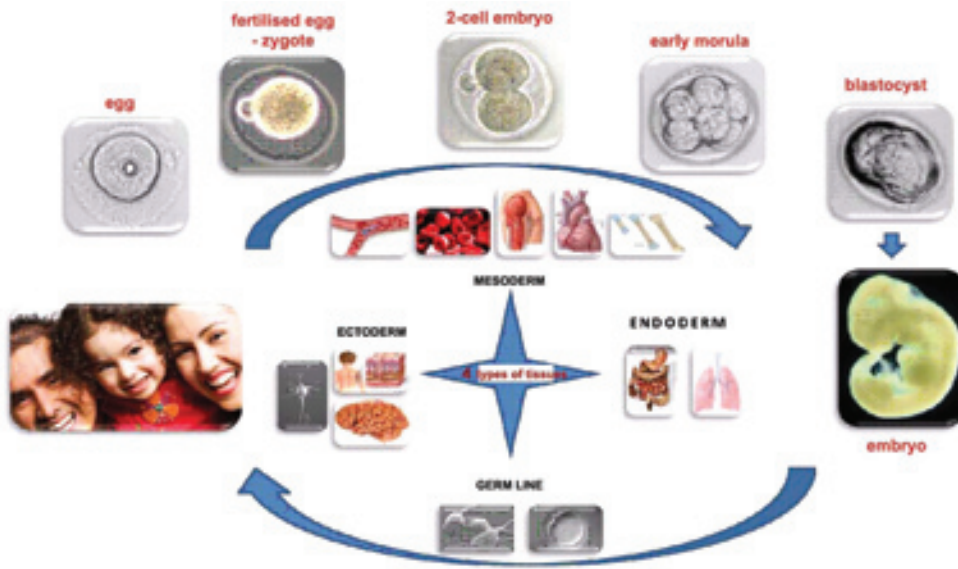 egg
fertilised egg
- zygote
2-cell embryo
early morula
blastocyst
MESODERM
ECTODERM
ENDODERM
4 types of tissues
GERM LINE
embryo